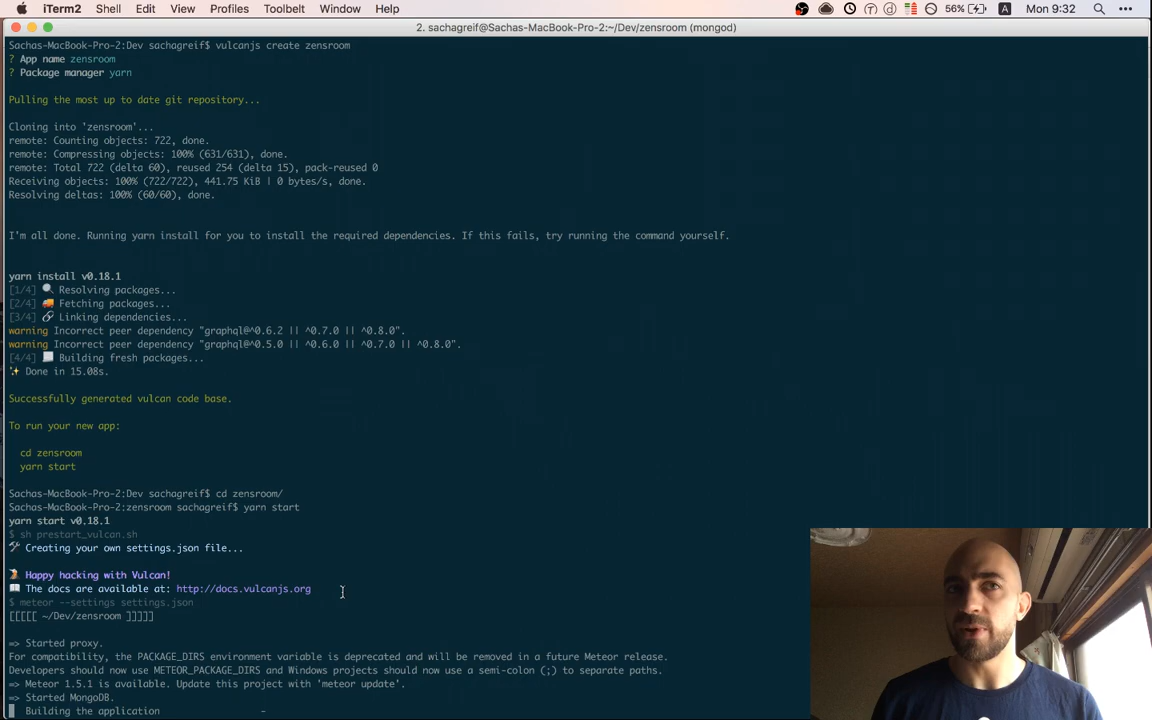 iTerm2 Shell Edit View Profiles Toolbelt Window Help 56% A Mon 9:32
2. sachagreif@Sachas-MacBook-Pro-2: ~/Dev/zensroom (mongod)
Sachas-MacBook-Pro-2:Dev sachagreif$ vulcanjs create zensroom
? App name zensroom
? Package manager yarn
Pulling the most up to date git repository...
Cloning into 'zensroom'...
remote: Counting objects: 722, done.
remote: Compressing objects: 100% (631/631), done.
remote: Total 722 (delta 60), reused 254 (delta 15), pack-reused 0
Receiving objects: 100% (722/722), 441.75 KiB | 0 bytes/s, done.
Resolving deltas: 100% (60/60), done.
I'm all done. Running yarn install for you to install the required dependencies. If this fails, try running the command yourself.
yarn install v0.18.1
[1/4] 🔍 Resolving packages...
[2/4] 🚚 Fetching packages...
[3/4] 🔗 Linking dependencies...
warning Incorrect peer dependency "graphql@^0.6.2 || ^0.7.0 || ^0.8.0".
warning Incorrect peer dependency "graphql@^0.5.0 || ^0.6.0 || ^0.7.0 || ^0.8.0".
[4/4] 📃 Building fresh packages...
✨ Done in 15.08s.
Successfully generated vulcan code base.
To run your new app:
cd zensroom
yarn start
Sachas-MacBook-Pro-2:Dev sachagreif$ cd zensroom/
Sachas-MacBook-Pro-2:zensroom sachagreif$ yarn start
yarn start v0.18.1
$ sh prestart_vulcan.sh
🛠 Creating your own settings.json file...
Happy hacking with Vulcan!
📖 The docs are available at: http://docs.vulcanjs.org
$ meteor --settings settings.json
[[[[[ ~/Dev/zensroom ]]]]]
=> Started proxy.
For compatibility, the PACKAGE_DIRS environment variable is deprecated and will be removed in a future Meteor release.
Developers should now use METEOR_PACKAGE_DIRS and Windows projects should now use a semi-colon (;) to separate paths.
=> Meteor 1.5.1 is available. Update this project with 'meteor update'.
=> Started MongoDB.
Building the application -